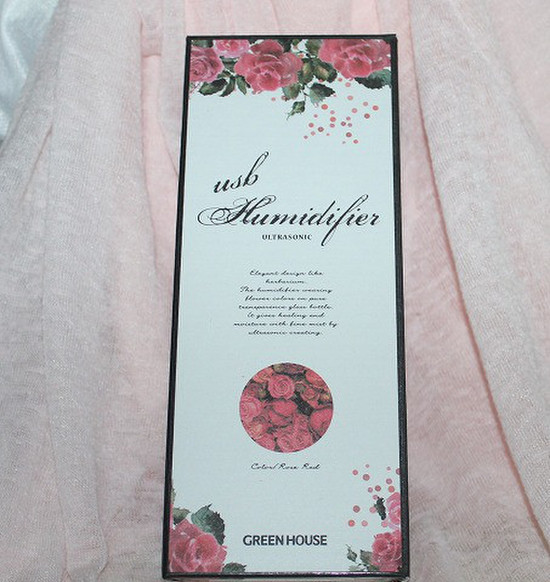 usb
Humidifier
ULTRASONIC
Elegant design like
herbarium.
The humidifier wearing
flower colors on pure
transparence glass bottle.
It gives healing and
moisture with fine mist by
ultrasonic creating.
Color/Rose Red
GREEN HOUSE